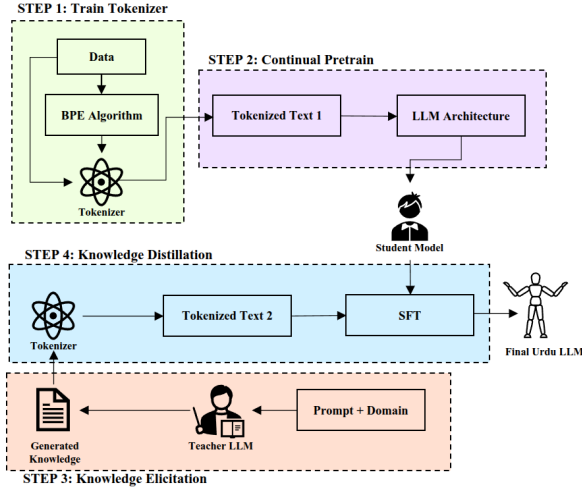 STEP 1: Train Tokenizer
Data
BPE Algorithm
Tokenizer
STEP 2: Continual Pretrain
Tokenized Text 1
LLM Architecture
Student Model
STEP 4: Knowledge Distillation
Tokenizer
Tokenized Text 2
SFT
Final Urdu LLM
Generated
Knowledge
Teacher LLM
Prompt + Domain
STEP 3: Knowledge Elicitation